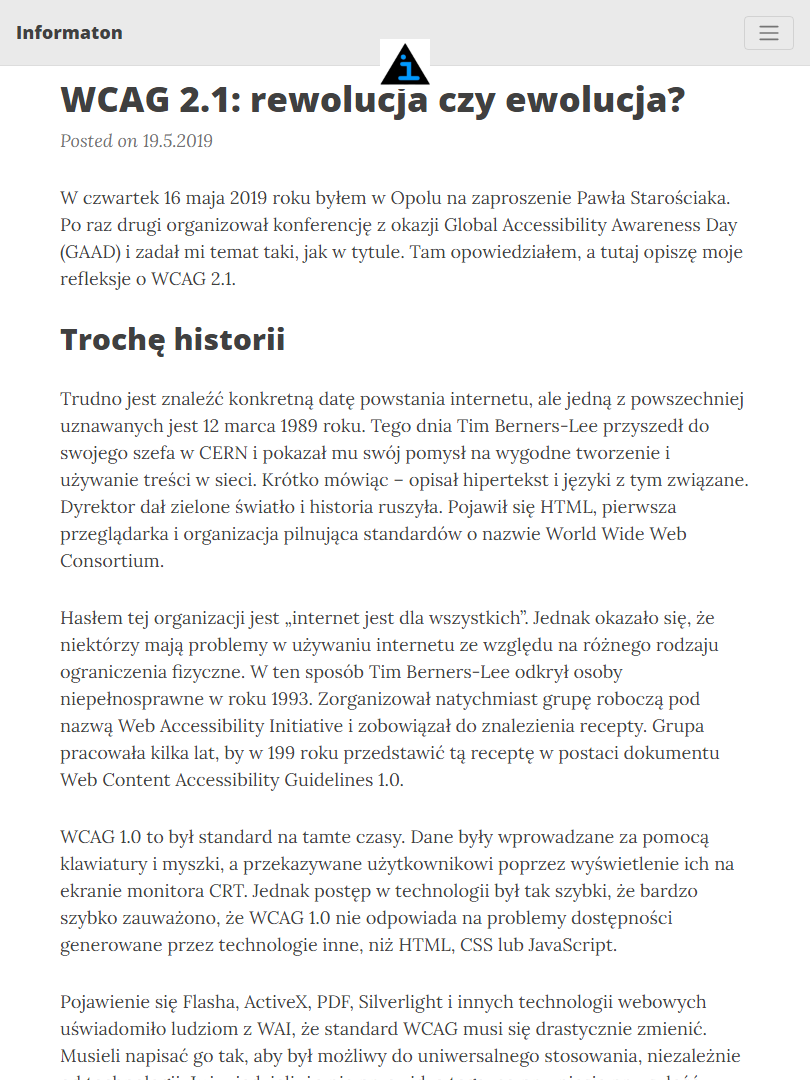 Informaton
WCAG 2.1: rewolucja czy ewolucja?
Posted on 19.5.2019
W czwartek 16 maja 2019 roku byłem w Opolu na zaproszenie Pawła Starościaka.
Po raz drugi organizował konferencję z okazji Global Accessibility Awareness Day
(GAAD) i zadał mi temat taki, jak w tytule. Tam opowiedziałem, a tutaj opiszę moje
refleksje o WCAG 2.1.
Trochę historii
Trudno jest znaleźć konkretną datę powstania internetu, ale jedną z powszechniej
uznawanych jest 12 marca 1989 roku. Tego dnia Tim Berners-Lee przyszedł do
swojego szefa w CERN i pokazał mu swój pomysł na wygodne tworzenie i
używanie treści w sieci. Krótko mówiąc – opisał hipertekst i języki z tym związane.
Dyrektor dał zielone światło i historia ruszyła. Pojawił się HTML, pierwsza
przeglądarka i organizacja pilnująca standardów o nazwie World Wide Web
Consortium.
Hasłem tej organizacji jest „internet jest dla wszystkich”. Jednak okazało się, że
niektórzy mają problemy w używaniu internetu ze względu na różnego rodzaju
ograniczenia fizyczne. W ten sposób Tim Berners-Lee odkrył osoby
niepełnosprawne w roku 1993. Zorganizował natychmiast grupę roboczą pod
nazwą Web Accessibility Initiative i zobowiązał do znalezienia recepty. Grupa
pracowała kilka lat, by w 199 roku przedstawić tą receptę w postaci dokumentu
Web Content Accessibility Guidelines 1.0.
WCAG 1.0 to był standard na tamte czasy. Dane były wprowadzane za pomocą
klawiatury i myszki, a przekazywane użytkownikowi poprzez wyświetlenie ich na
ekranie monitora CRT. Jednak postęp w technologii był tak szybki, że bardzo
szybko zauważono, że WCAG 1.0 nie odpowiada na problemy dostępności
generowane przez technologie inne, niż HTML, CSS lub JavaScript.
Pojawienie się Flasha, ActiveX, PDF, Silverlight i innych technologii webowych
uświadomiło ludziom z WAI, że standard WCAG musi się drastycznie zmienić.
Musieli napisać go tak, aby był możliwy do uniwersalnego stosowania, niezależnie